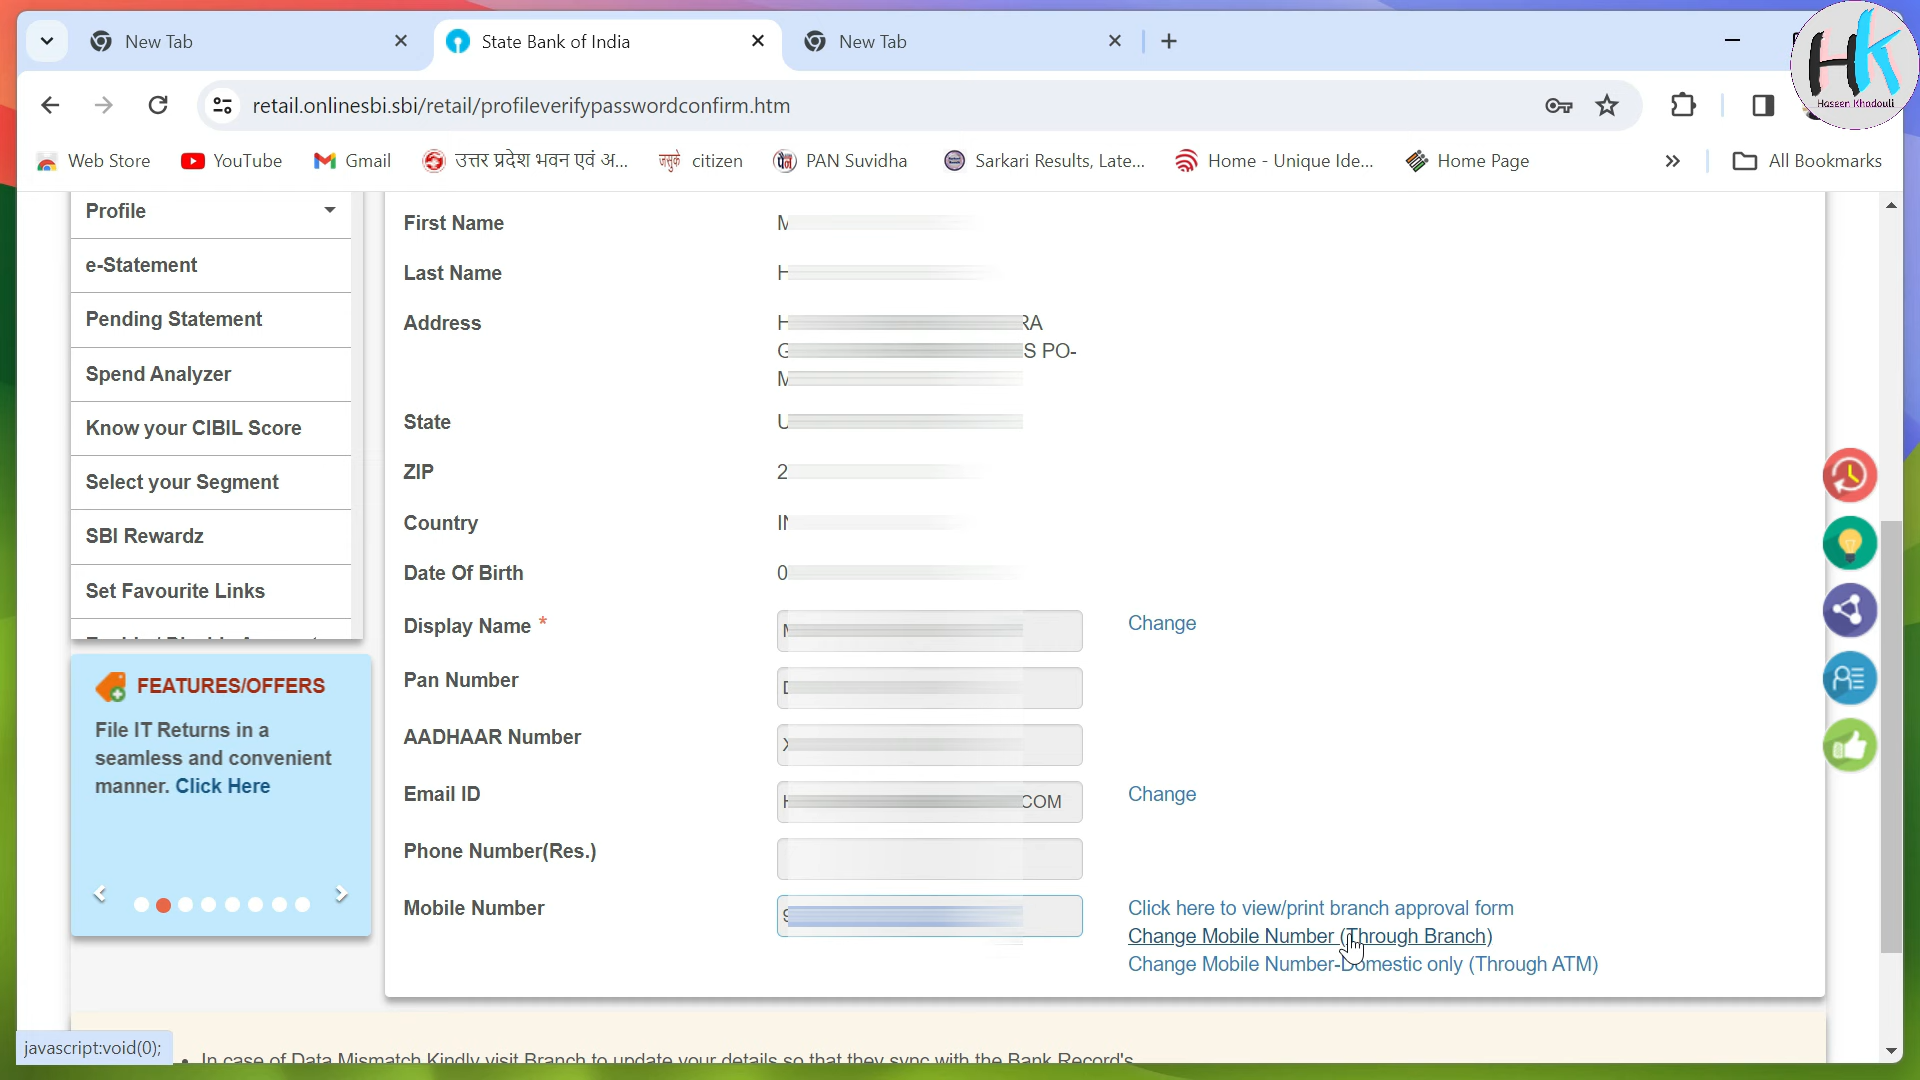 New Tab
State Bank of India
New Tab
HK
Haseen Khadouli
retail.onlinesbi.sbi/retail/profileverifypasswordconfirm.htm
Web Store
YouTube
Gmail
उत्तर प्रदेश भवन एवं अ...
citizen
PAN Suvidha
Sarkari Results, Late...
Home - Unique Ide...
Home Page
All Bookmarks
Profile
e-Statement
Pending Statement
Spend Analyzer
Know your CIBIL Score
Select your Segment
SBI Rewardz
Set Favourite Links
FEATURES/OFFERS
File IT Returns in a
seamless and convenient
manner. Click Here
First Name
Last Name
Address
S PO-
State
ZIP
2
Country
Date Of Birth
0
Display Name *
Change
Pan Number
AADHAAR Number
Email ID
COM
Change
Phone Number(Res.)
Mobile Number
Click here to view/print branch approval form
Change Mobile Number (Through Branch)
Change Mobile Number-Domestic only (Through ATM)
javascript:void(0);
• In case of Data Mismatch Kindly visit Branch to update your details so that they sync with the Bank Record's